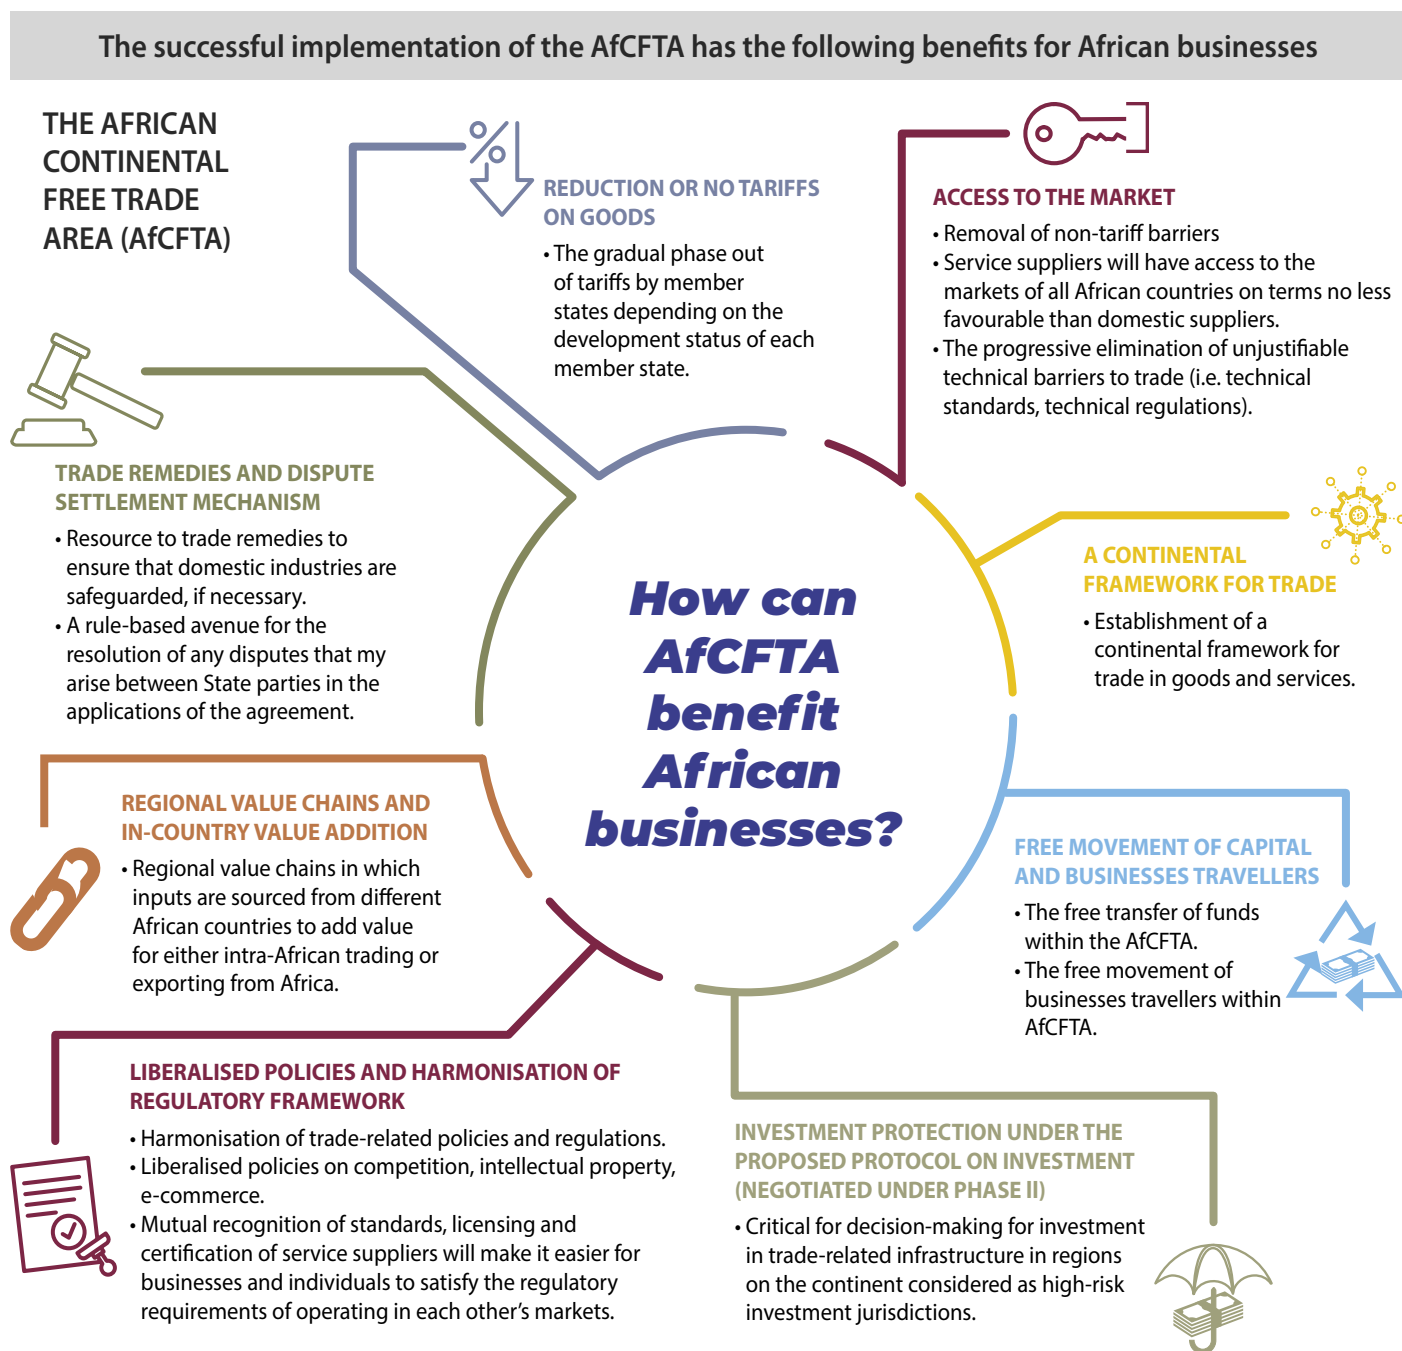 The successful implementation of the AfCFTA has the following benefits for African businesses
THE AFRICAN
CONTINENTAL
FREE TRADE
AREA (AfCFTA)
REDUCTION OR NO TARIFFS
ON GOODS
• The gradual phase out
of tariffs by member
states depending on the
development status of each
member state.
ACCESS TO THE MARKET
• Removal of non-tariff barriers
• Service suppliers will have access to the
markets of all African countries on terms no less
favourable than domestic suppliers.
• The progressive elimination of unjustifiable
technical barriers to trade (i.e. technical
standards, technical regulations).
TRADE REMEDIES AND DISPUTE
SETTLEMENT MECHANISM
• Resource to trade remedies to
ensure that domestic industries are
safeguarded, if necessary.
• A rule-based avenue for the
resolution of any disputes that my
arise between State parties in the
applications of the agreement.
A CONTINENTAL
FRAMEWORK FOR TRADE
• Establishment of a
continental framework for
trade in goods and services.
How can
AfCFTA
benefit
African
businesses?
REGIONAL VALUE CHAINS AND
IN-COUNTRY VALUE ADDITION
• Regional value chains in which
inputs are sourced from different
African countries to add value
for either intra-African trading or
exporting from Africa.
FREE MOVEMENT OF CAPITAL
AND BUSINESSES TRAVELLERS
• The free transfer of funds
within the AfCFTA.
• The free movement of
businesses travellers within
AfCFTA.
LIBERALISED POLICIES AND HARMONISATION OF
REGULATORY FRAMEWORK
• Harmonisation of trade-related policies and regulations.
• Liberalised policies on competition, intellectual property,
e-commerce.
• Mutual recognition of standards, licensing and
certification of service suppliers will make it easier for
businesses and individuals to satisfy the regulatory
requirements of operating in each other's markets.
INVESTMENT PROTECTION UNDER THE
PROPOSED PROTOCOL ON INVESTMENT
(NEGOTIATED UNDER PHASE II)
• Critical for decision-making for investment
in trade-related infrastructure in regions
on the continent considered as high-risk
investment jurisdictions.